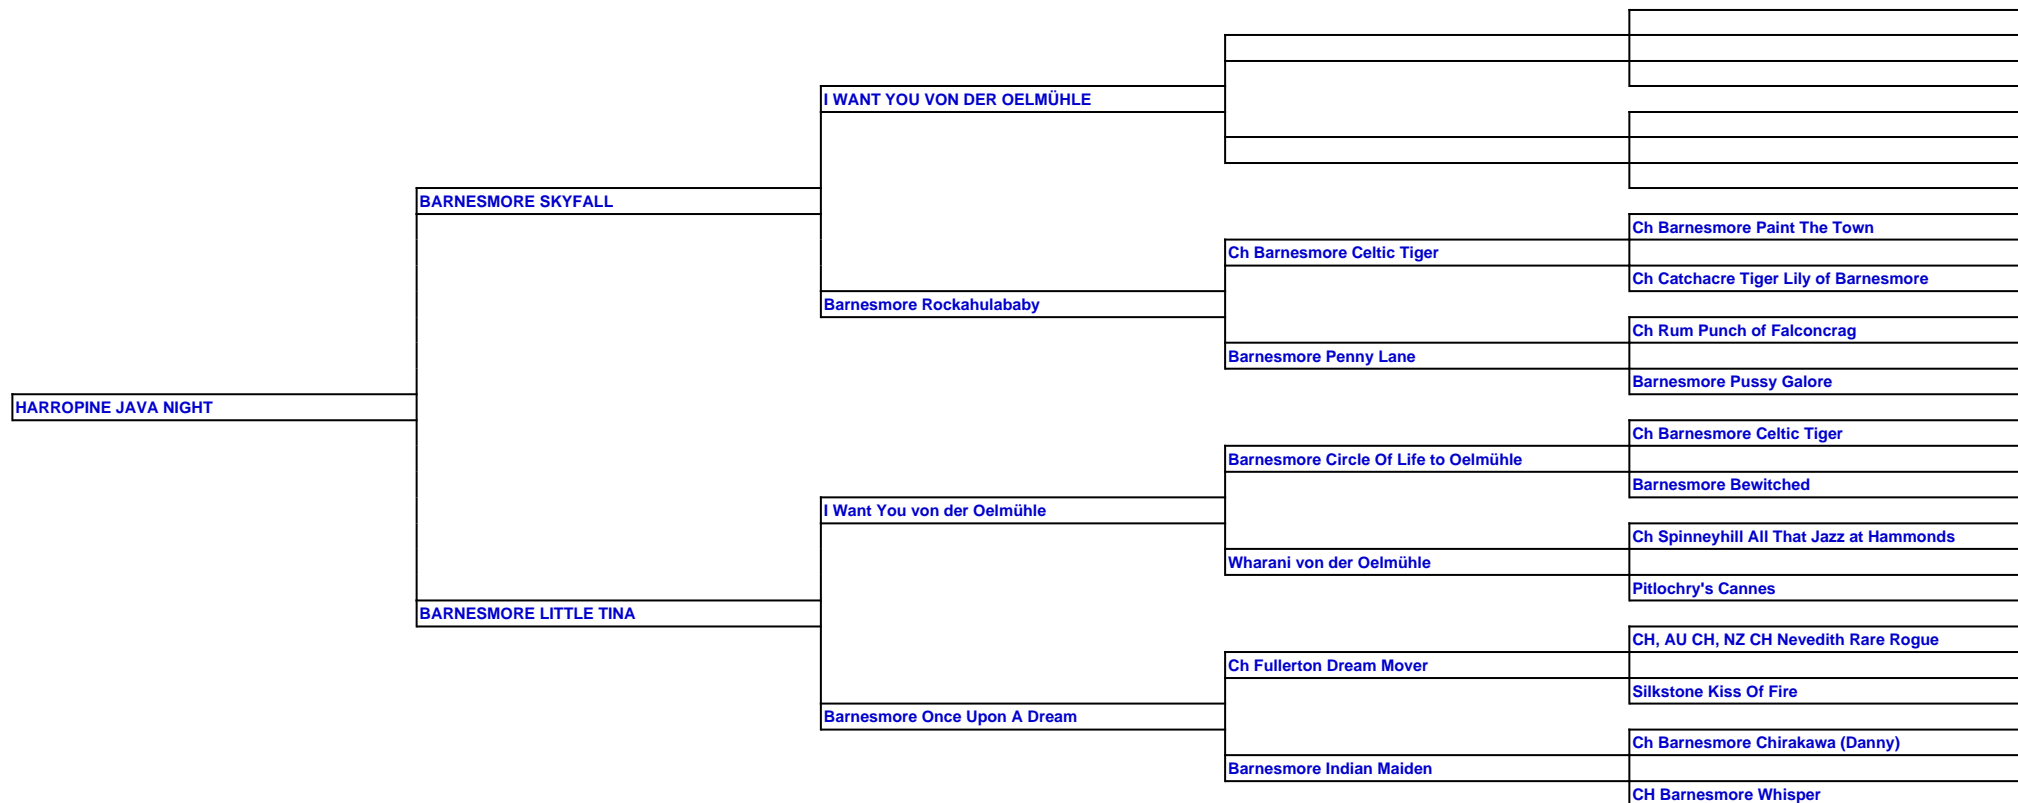 I WANT YOU VON DER OELMÜHLE
BARNESMORE SKYFALL
Ch Barnesmore Paint The Town
Ch Barnesmore Celtic Tiger
Ch Catchacre Tiger Lily of Barnesmore
Barnesmore Rockahulababy
Ch Rum Punch of Falconcrag
Barnesmore Penny Lane
Barnesmore Pussy Galore
HARROPINE JAVA NIGHT
Ch Barnesmore Celtic Tiger
Barnesmore Circle Of Life to Oelmühle
Barnesmore Bewitched
I Want You von der Oelmühle
Ch Spinneyhill All That Jazz at Hammonds
Wharani von der Oelmühle
Pitlochry's Cannes
BARNESMORE LITTLE TINA
CH, AU CH, NZ CH Nevedith Rare Rogue
Ch Fullerton Dream Mover
Silkstone Kiss Of Fire
Barnesmore Once Upon A Dream
Ch Barnesmore Chirakawa (Danny)
Barnesmore Indian Maiden
CH Barnesmore Whisper